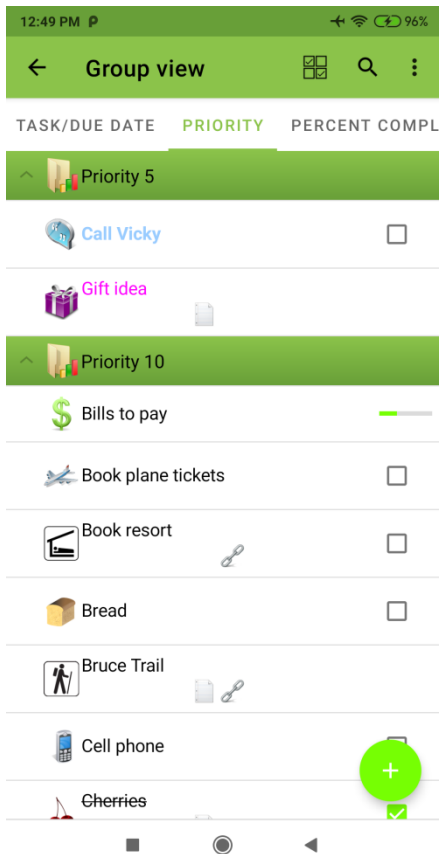 12:49 PM
96%
Group view
TASK/DUE DATE PRIORITY PERCENT COMPL
Priority 5
Call Vicky
Gift idea
Priority 10
Bills to pay
Book plane tickets
Book resort
Bread
Bruce Trail
Cell phone
Cherries